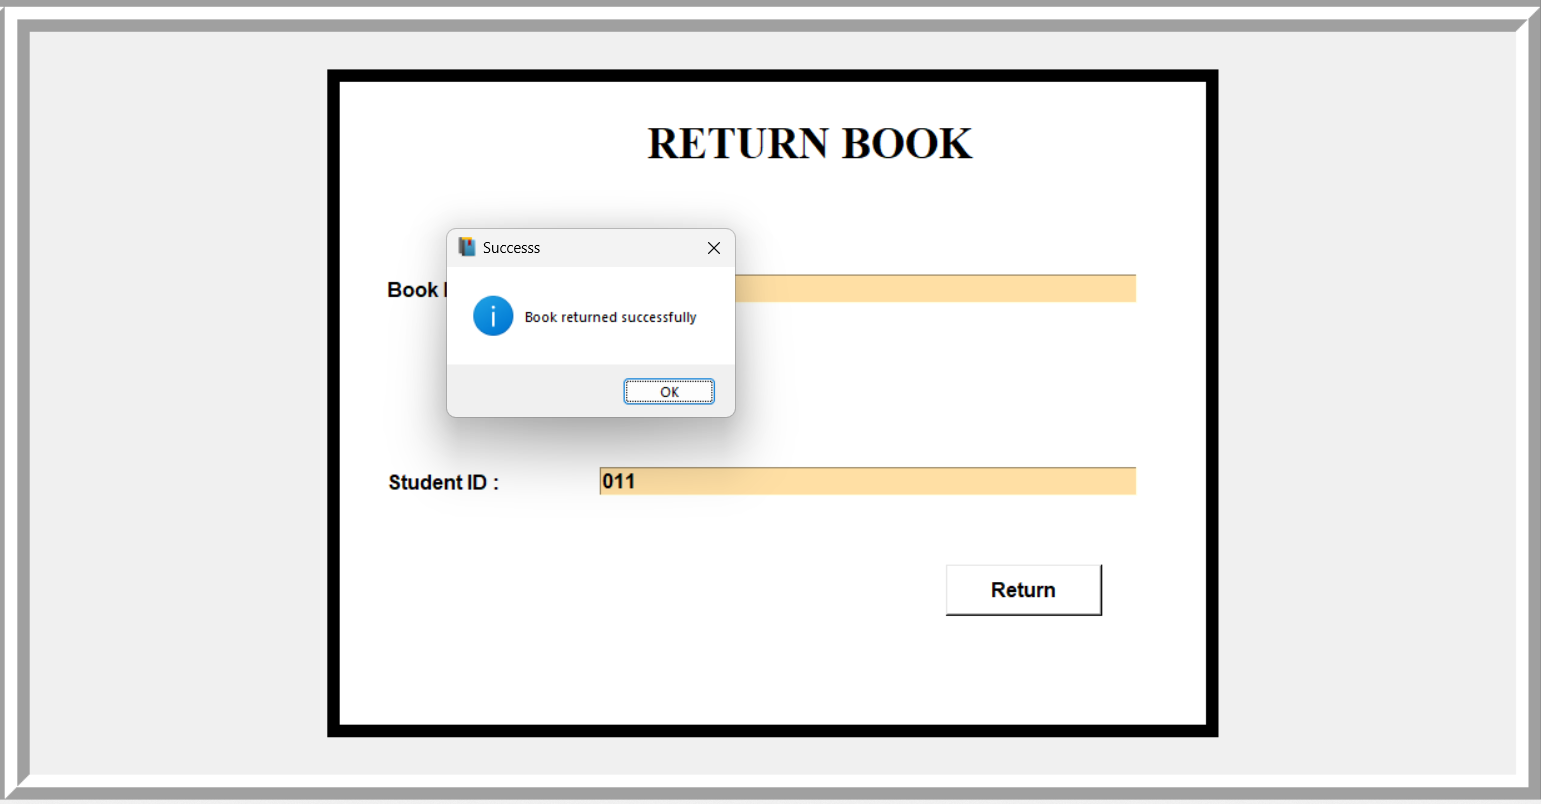 RETURN BOOK
Successs
Book
Book returned successfully
OK
Student ID :
011
Return